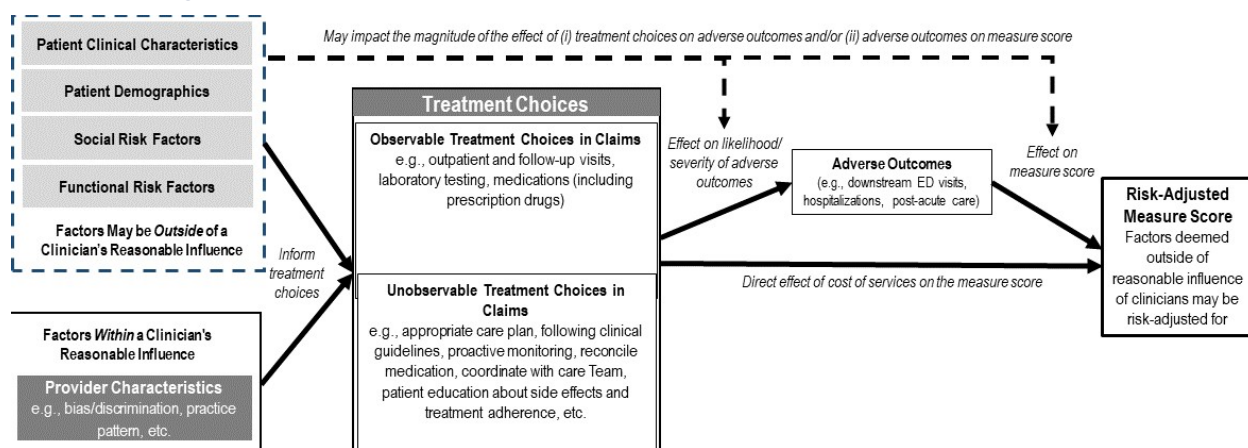 Patient Clinical Characteristics
Patient Demographics
Social Risk Factors
Functional Risk Factors
Factors May be Outside of a
Clinician's Reasonable Influence
May impact the magnitude of the effect of (i) treatment choices on adverse outcomes and/or (ii) adverse outcomes on measure score
Inform
treatment
choices
Factors Within a Clinician's
Reasonable Influence
Provider Characteristics
e.g., bias/discrimination, practice
pattern, etc.
Treatment Choices
Observable Treatment Choices in Claims
e.g., outpatient and follow-up visits,
laboratory testing, medications (including
prescription drugs)
Unobservable Treatment Choices in
Claims
e.g., appropriate care plan, following clinical
guidelines, proactive monitoring, reconcile
medication, coordinate with care Team,
patient education about side effects and
treatment adherence, etc.
Effect on likelihood/
severity of adverse
outcomes
Adverse Outcomes
(e.g., downstream ED visits,
hospitalizations, post-acute care)
Effect on
measure score
Direct effect of cost of services on the measure score
Risk-Adjusted
Measure Score
Factors deemed
outside of
reasonable influence
of clinicians may be
risk-adjusted for